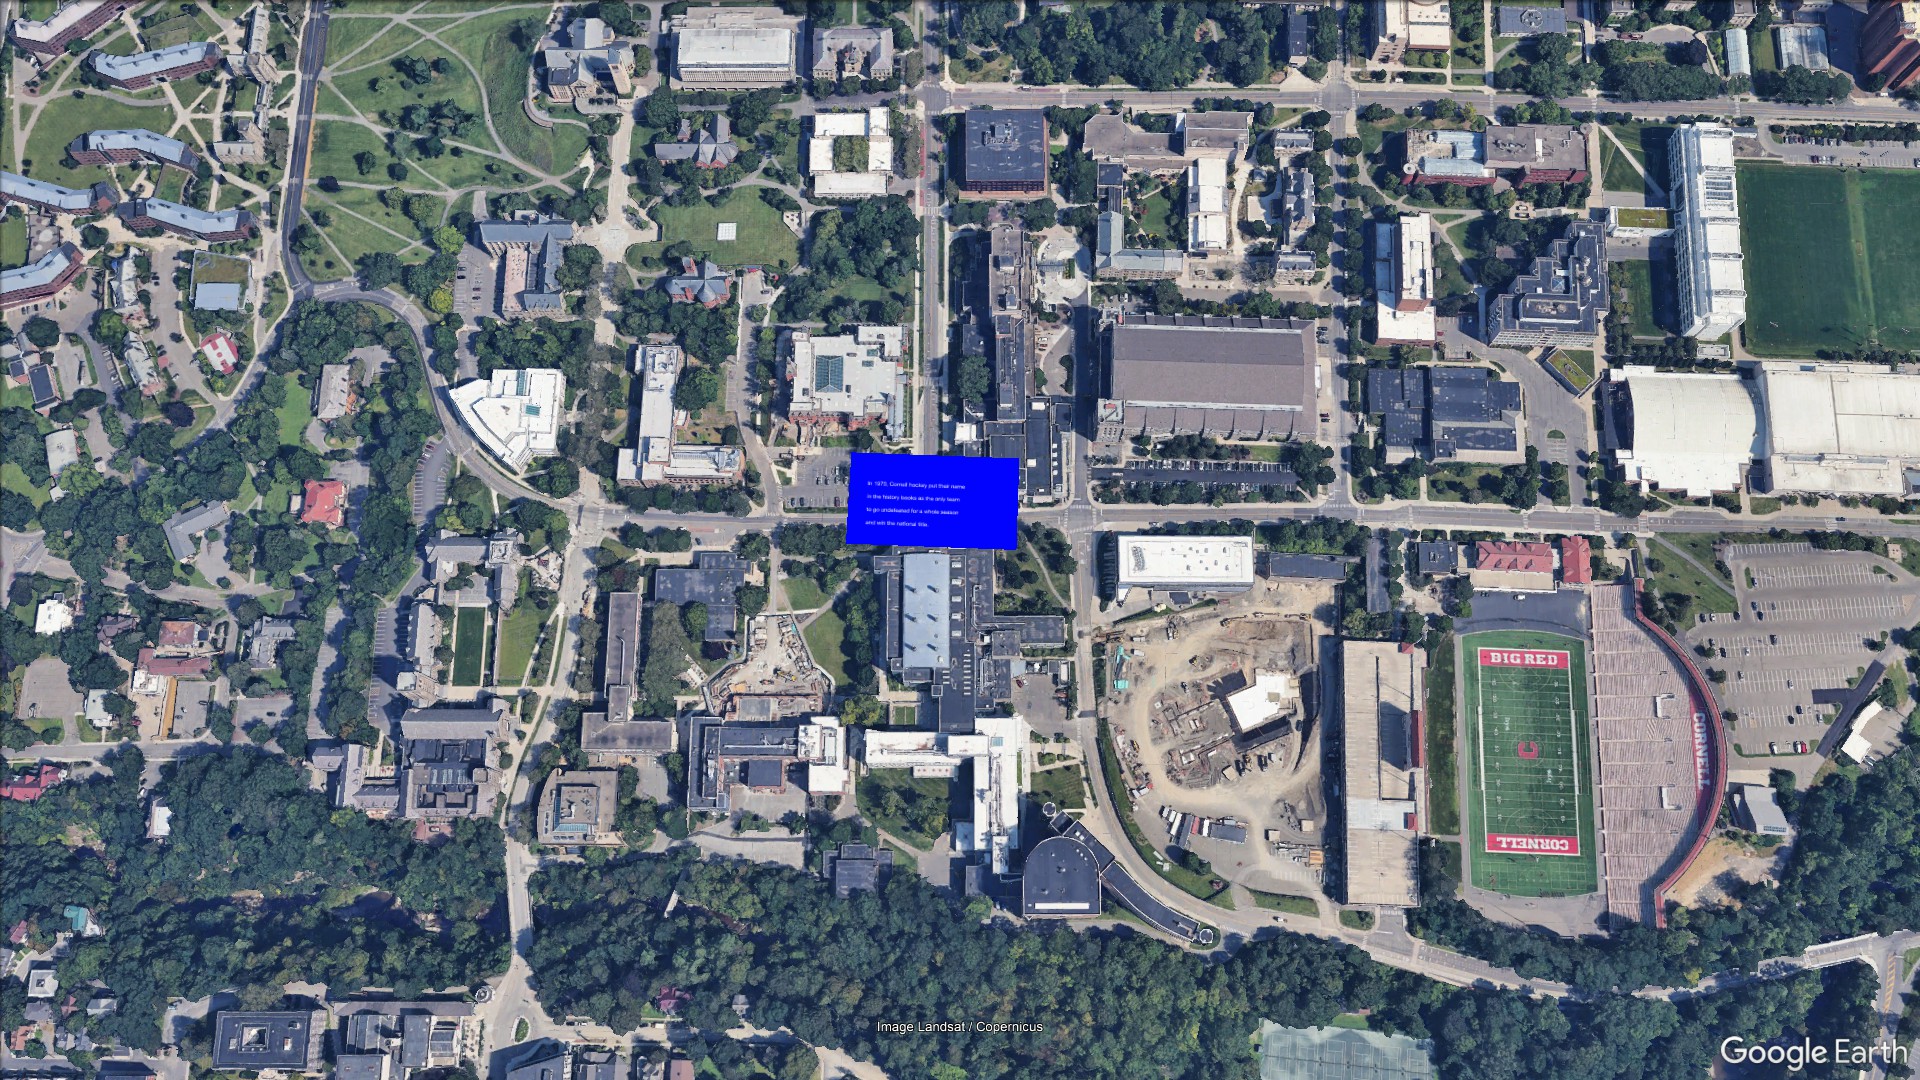 In 1970, Cornell hockey put their name
in the history books as the only team
to go undefeated for a whole season
and win the national title.
BIG RED
C
CORNELL
CORNELL
Image Landsat / Copernicus
Google Earth